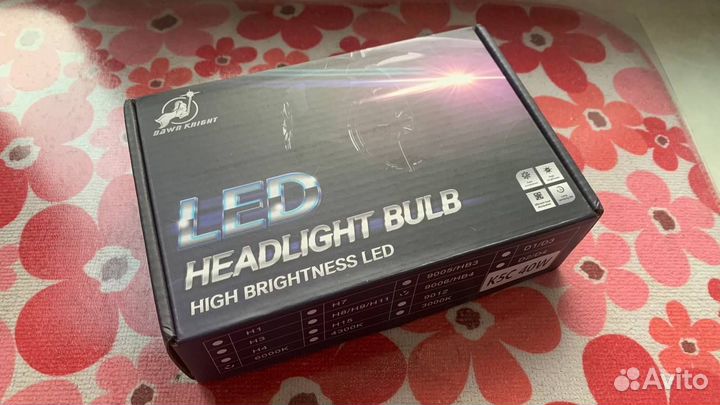 DAWN KNIGHT
LED
HEADLIGHT BULB
HIGH BRIGHTNESS LED
H1
H7
9005/HB3
D1/D3
H3
H8/H9/H11
9006/HB4
H4
H15
9012
K5C 40W
6000K
4300K
3000K
Avito